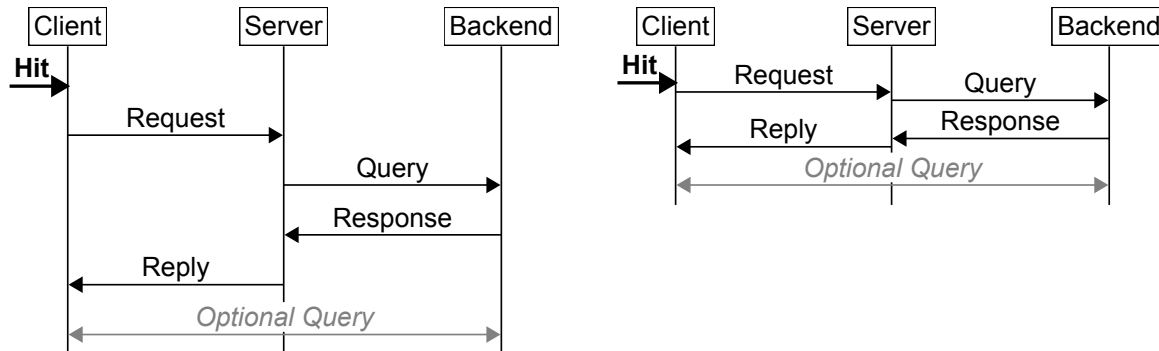 Client Server Backend
Hit
Request
Query
Response
Reply
Optional Query
Client Server Backend
Hit
Request
Query
Response
Reply
Optional Query